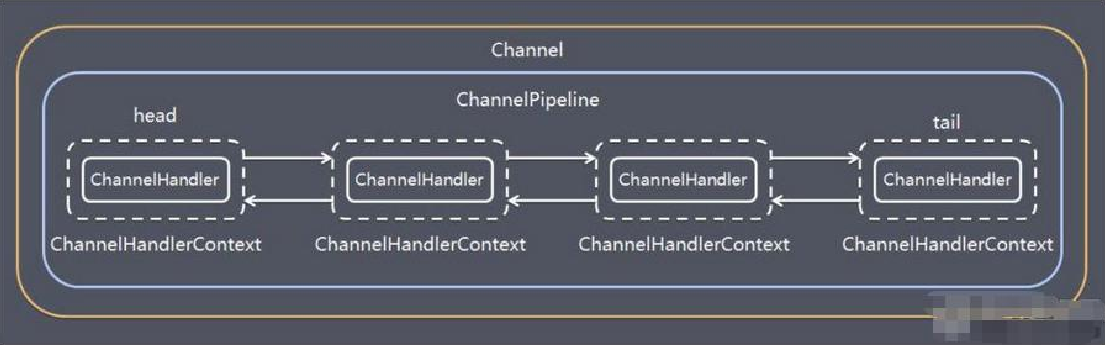 Channel
ChannelPipeline
head
tail
ChannelHandler
ChannelHandler
ChannelHandler
ChannelHandler
ChannelHandlerContext
ChannelHandlerContext
ChannelHandlerContext
ChannelHandlerContext